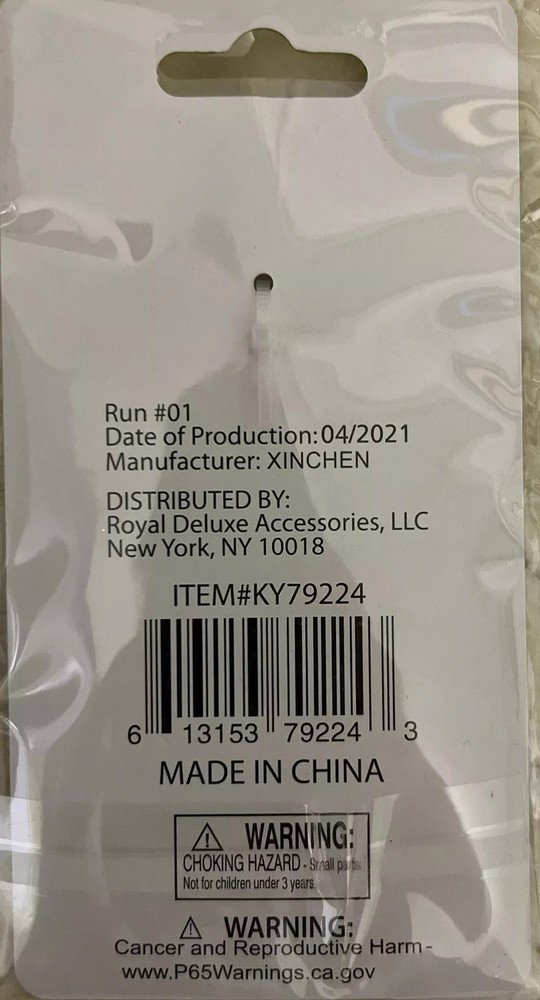 Run #01
Date of Production:04/2021
Manufacturer: XINCHEN
DISTRIBUTED BY:
Royal Deluxe Accessories, LLC
New York, NY 10018
ITEM#KY79224
6 13153 79224 3
MADE IN CHINA
WARNING:
CHOKING HAZARD - Small parts
Not for children under 3 years.
WARNING:
Cancer and Reproductive Harm-
www.P65Warnings.ca.gov